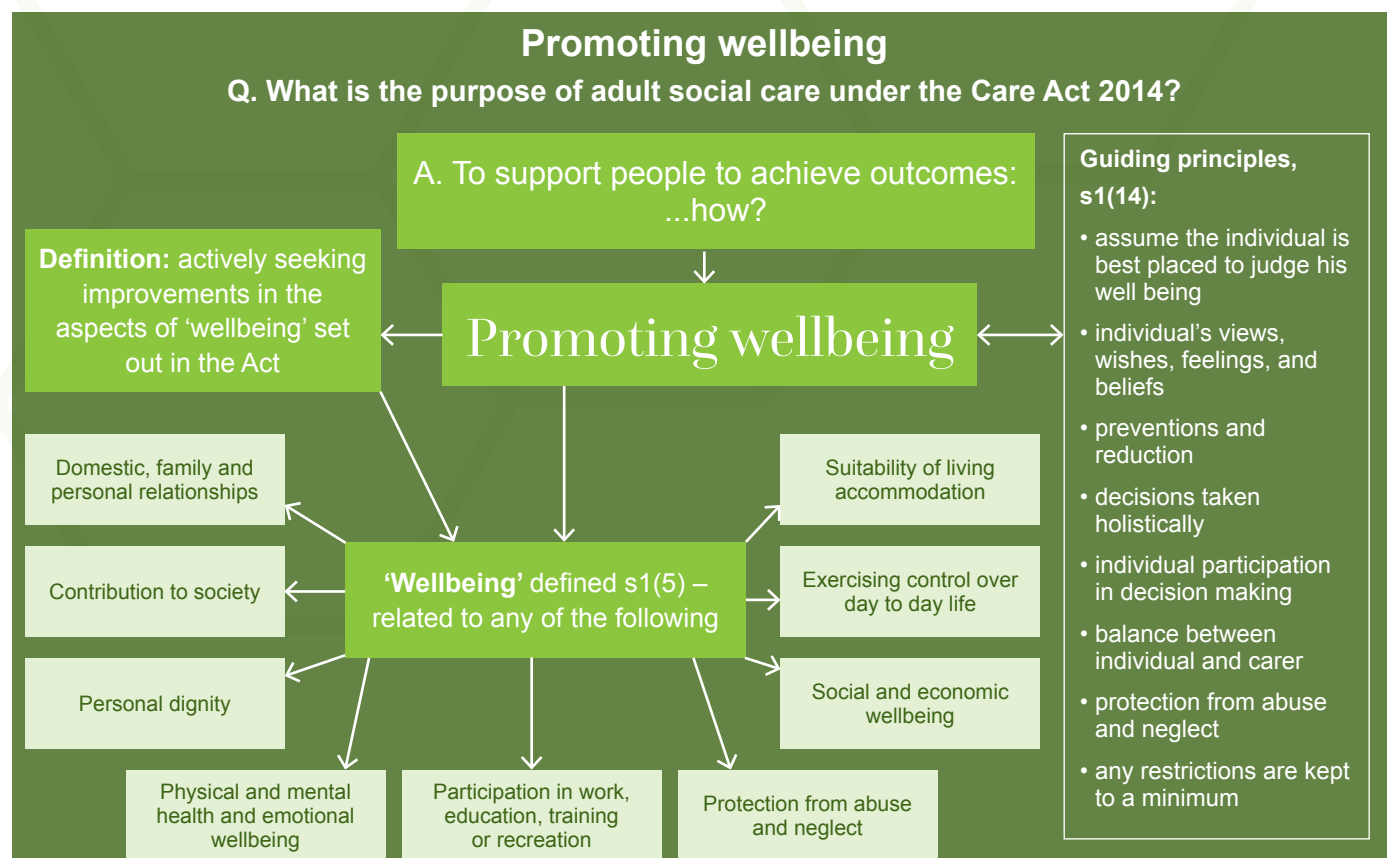 Promoting wellbeing
Q. What is the purpose of adult social care under the Care Act 2014?
A. To support people to achieve outcomes:
...how?
Definition: actively seeking
improvements in the
aspects of ‘wellbeing’ set
out in the Act
Promoting wellbeing
Domestic, family and
personal relationships
Contribution to society
Personal dignity
‘Wellbeing’ defined s1(5) –
related to any of the following
Suitability of living
accommodation
Exercising control over
day to day life
Social and economic
wellbeing
Physical and mental
health and emotional
wellbeing
Participation in work,
education, training
or recreation
Protection from abuse
and neglect
Guiding principles,
s1(14):
• assume the individual is
best placed to judge his
well being
• individual’s views,
wishes, feelings, and
beliefs
• preventions and
reduction
• decisions taken
holistically
• individual participation
in decision making
• balance between
individual and carer
• protection from abuse
and neglect
• any restrictions are kept
to a minimum